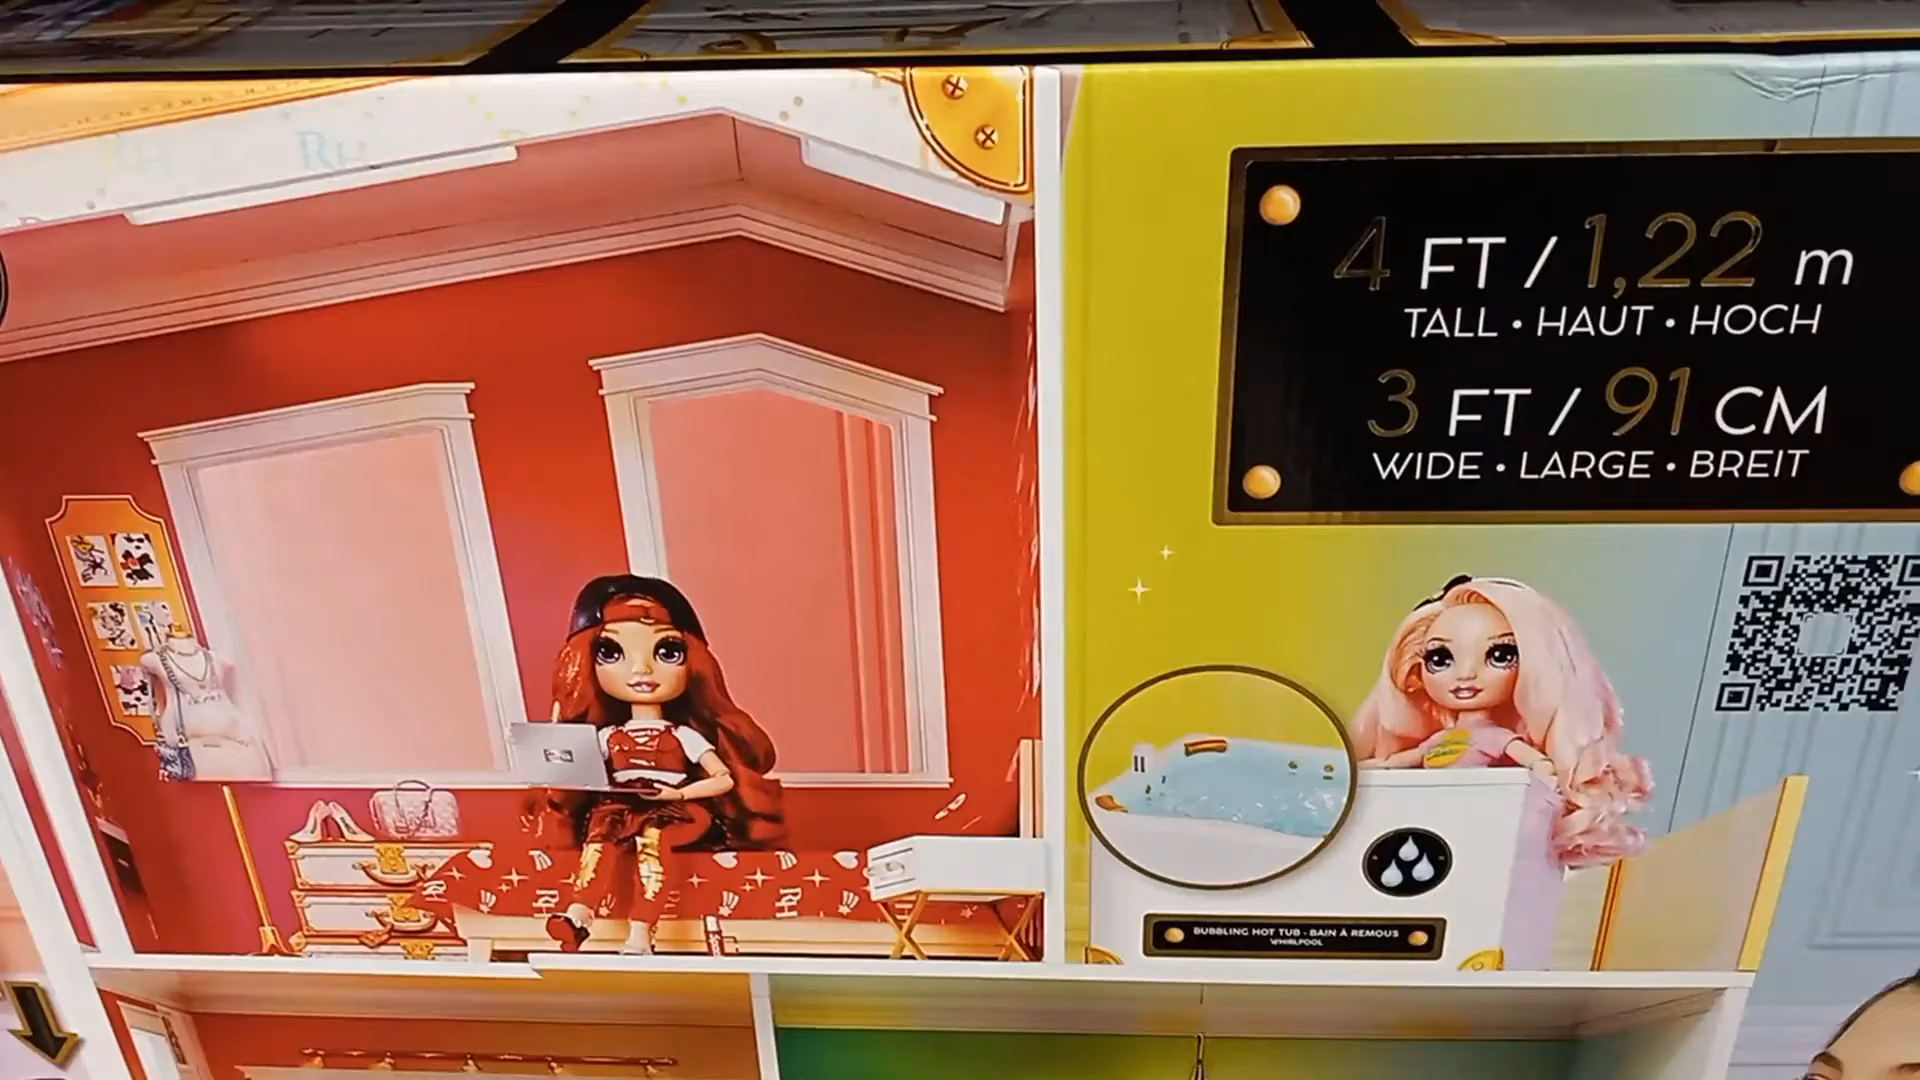 RH
4 FT / 1,22 m
TALL • HAUT • HOCH
3 FT / 91 CM
WIDE • LARGE • BREIT
BUBBLING HOT TUB • BAIN À REMOUS
WHIRLPOOL